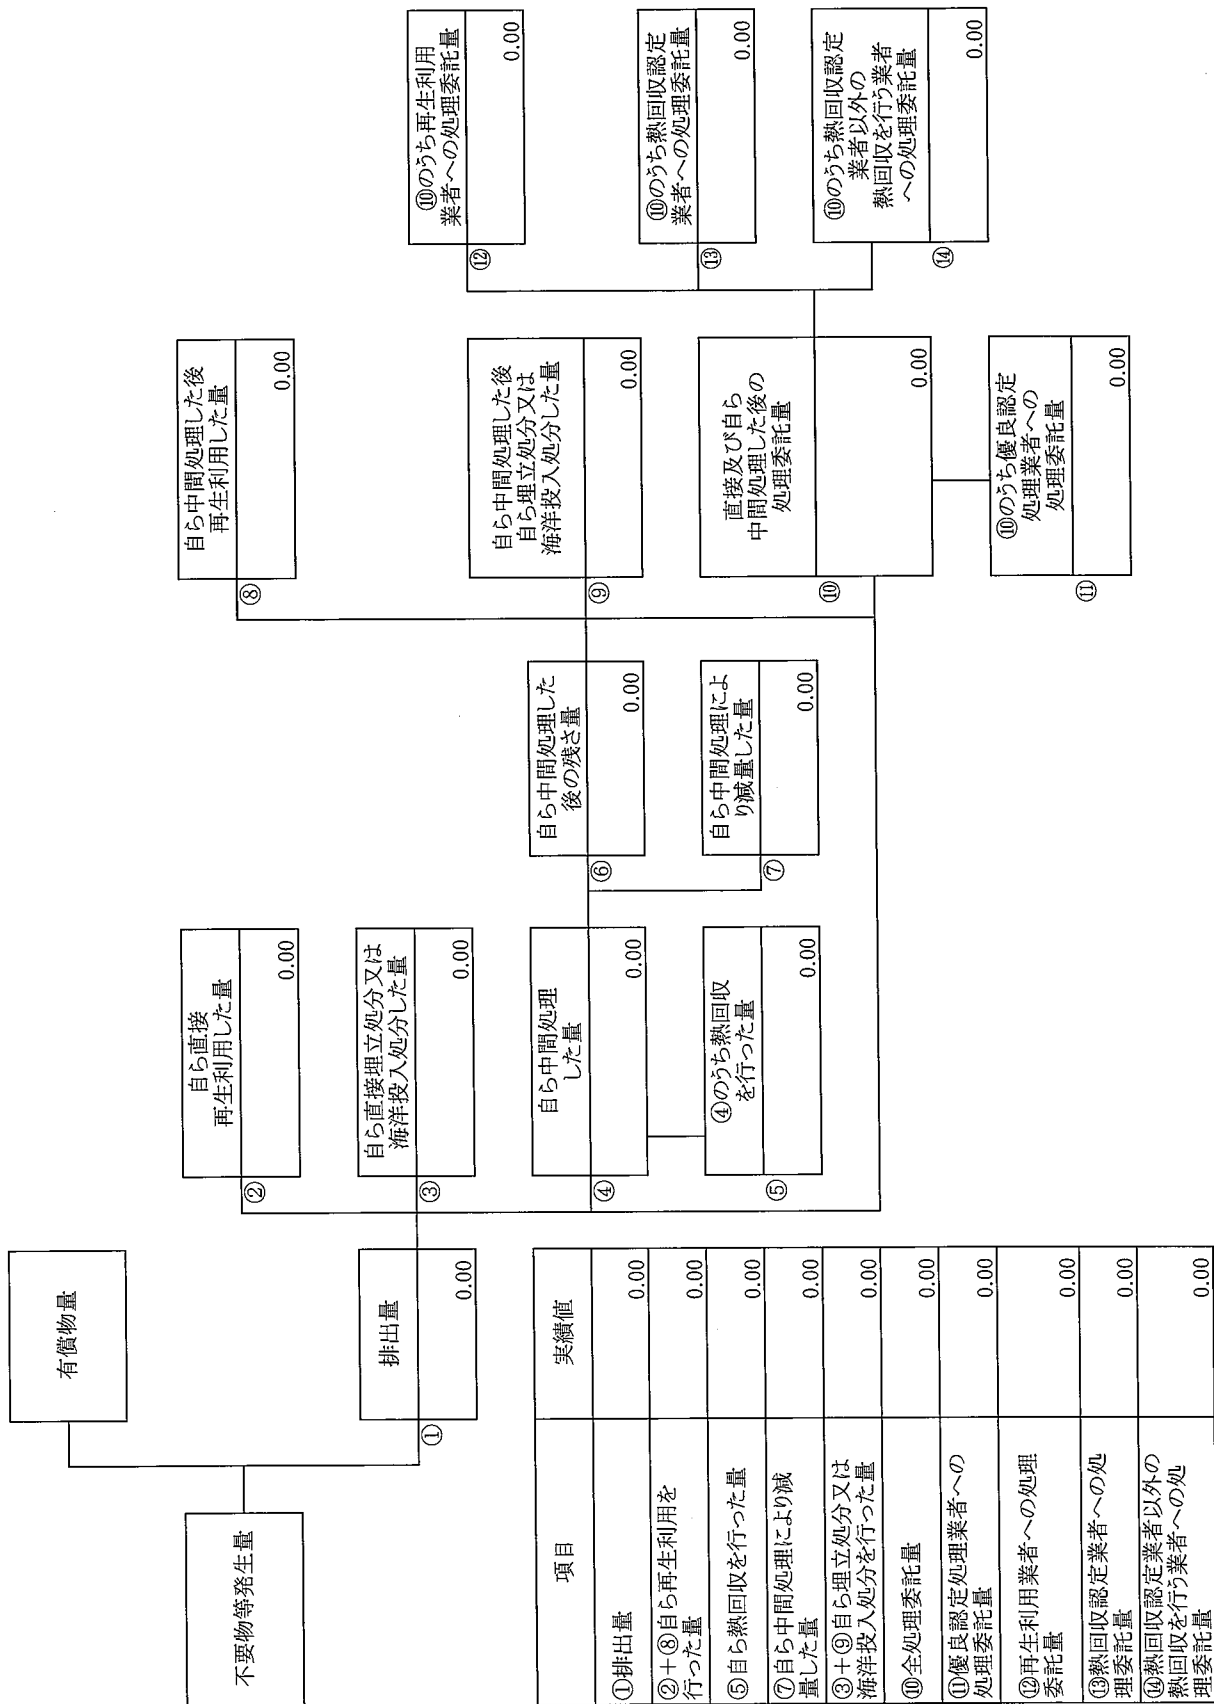 不要物等発生量
有償物量
排出量
①
0.00
自ら直接
再生利用した量
②
0.00
自ら直接埋立処分又は
海洋投入処分した量
③
0.00
自ら中間処理
した量
④
0.00
④のうち熱回収
を行った量
⑤
0.00
自ら中間処理した
後の残さ量
⑥
0.00
自ら中間処理によ
り減量した量
⑦
0.00
自ら中間処理した後
再生利用した量
⑧
0.00
自ら中間処理した後
自ら埋立処分又は
海洋投入処分した量
⑨
0.00
直接及び自ら
中間処理した後の
処理委託量
⑩
0.00
⑩のうち優良認定
処理業者への
処理委託量
⑪
0.00
⑩のうち再生利用
業者への処理委託量
⑫
0.00
⑩のうち熱回収認定
業者への処理委託量
⑬
0.00
⑩のうち熱回収認定
業者以外の
熱回収を行う業者
への処理委託量
⑭
0.00
項目 実績値
①排出量 0.00
②+⑧自ら再生利用を
行った量 0.00
⑤自ら熱回収を行った量 0.00
⑦自ら中間処理により減
量した量 0.00
③+⑨自ら埋立処分又は
海洋投入処分を行った量 0.00
⑩全処理委託量 0.00
⑪優良認定処理業者への
処理委託量 0.00
⑫再生利用業者への処理
委託量 0.00
⑬熱回収認定業者への処
理委託量 0.00
⑭熱回収認定業者以外の
熱回収を行う業者への処
理委託量 0.00